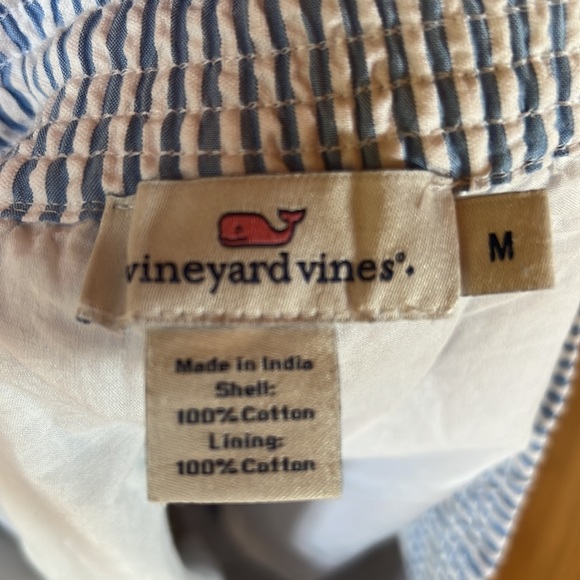 vineyard vines®.
M
Made in India
Shell:
100% Cotton
Lining:
100% Cotton